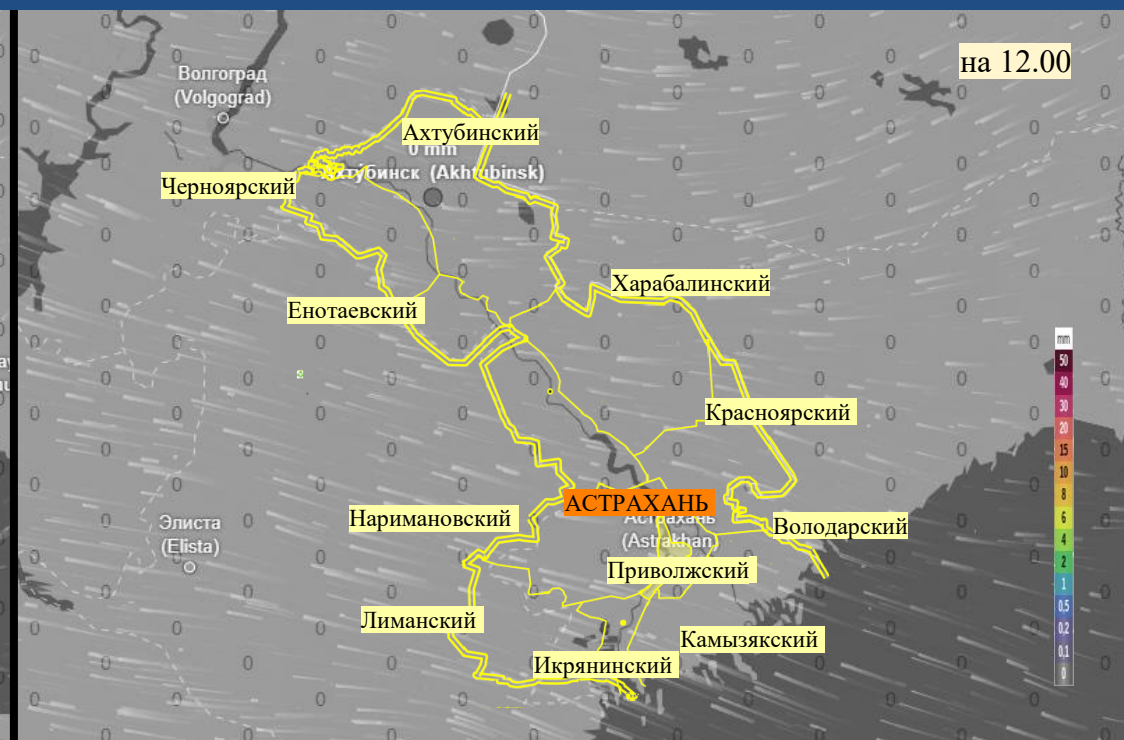 на 12.00
Волгоград
(Volgograd)
Ахтубинский
0 mm
Ахтубинск (Akhtubinsk)
Черноярский
Харабалинский
Енотаевский
Красноярский
АСТРАХАНЬ
Астрахань
(Astrakhan)
Наримановский
Володарский
Элиста
(Elista)
Приволжский
Лиманский
Камызякский
Икрянинский
mm
50
40
30
20
15
10
8
6
4
2
1
0,5
0,2
0,1
0